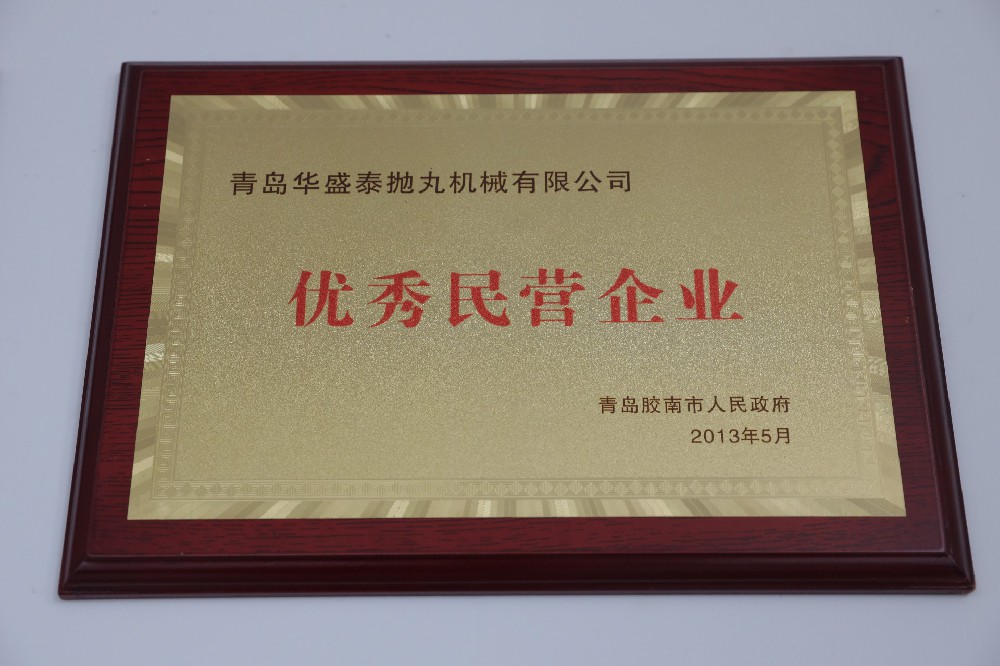 青岛华盛泰抛丸机械有限公司
优秀民营企业
青岛胶南市人民政府
2013年5月